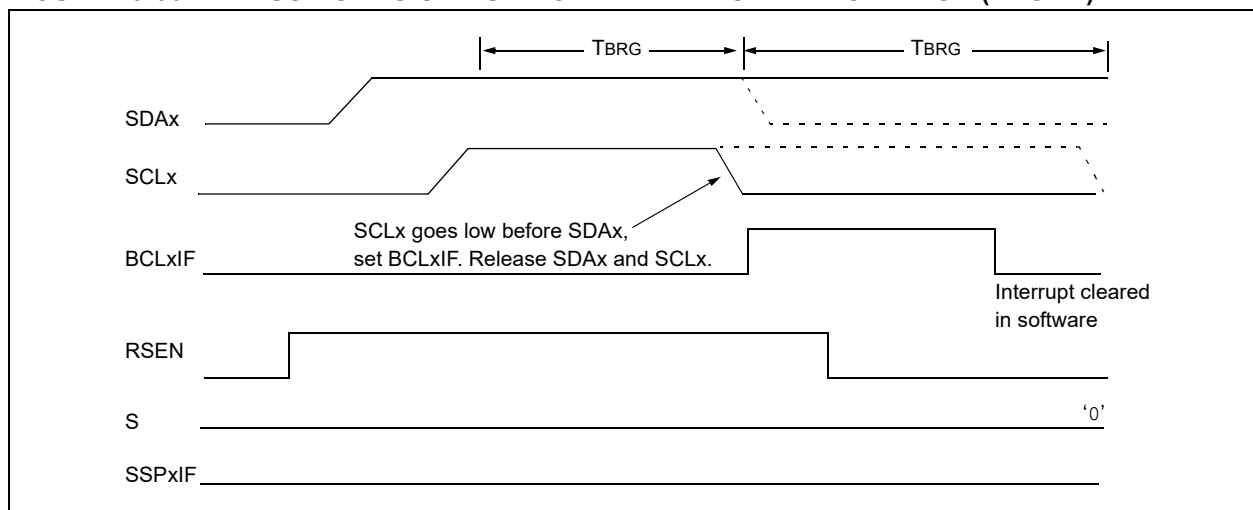 TBRG TBRG
SDAx
SCLx
SCLx goes low before SDAx,
set BCLxIF. Release SDAx and SCLx.
BCLxIF
Interrupt cleared
in software
RSEN
S
‘0’
SSPxIF